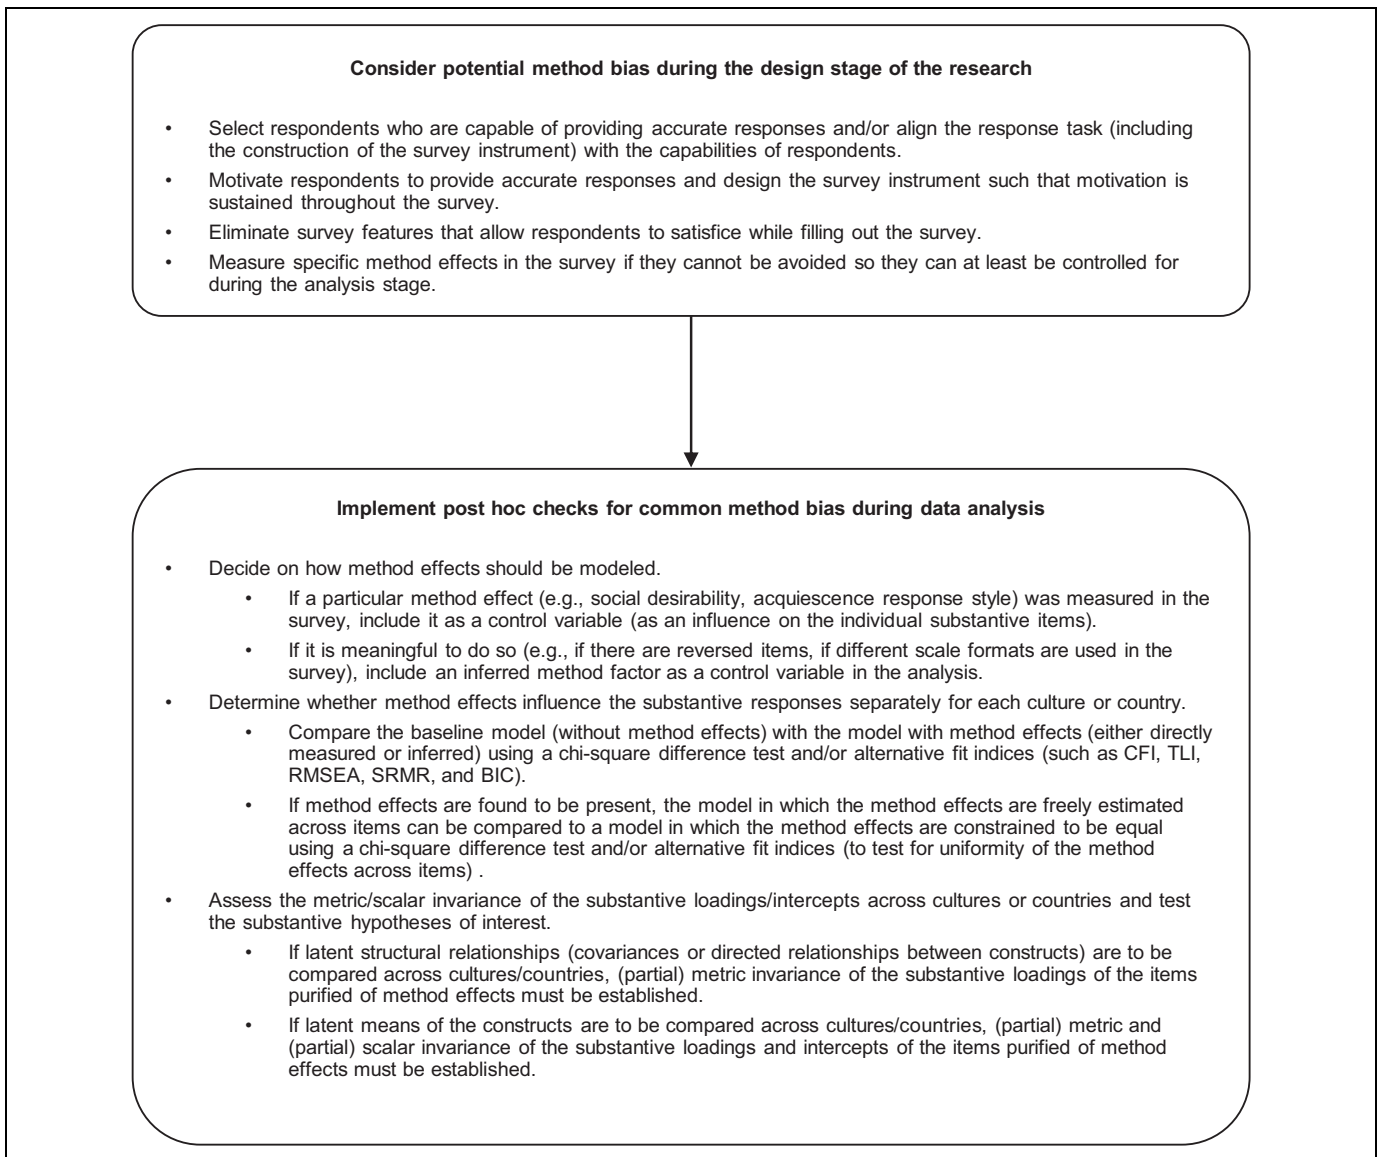 Consider potential method bias during the design stage of the research
• Select respondents who are capable of providing accurate responses and/or align the response task (including
the construction of the survey instrument) with the capabilities of respondents.
• Motivate respondents to provide accurate responses and design the survey instrument such that motivation is
sustained throughout the survey.
• Eliminate survey features that allow respondents to satisfice while filling out the survey.
• Measure specific method effects in the survey if they cannot be avoided so they can at least be controlled for
during the analysis stage.
Implement post hoc checks for common method bias during data analysis
• Decide on how method effects should be modeled.
• If a particular method effect (e.g., social desirability, acquiescence response style) was measured in the
survey, include it as a control variable (as an influence on the individual substantive items).
• If it is meaningful to do so (e.g., if there are reversed items, if different scale formats are used in the
survey), include an inferred method factor as a control variable in the analysis.
• Determine whether method effects influence the substantive responses separately for each culture or country.
• Compare the baseline model (without method effects) with the model with method effects (either directly
measured or inferred) using a chi-square difference test and/or alternative fit indices (such as CFI, TLI,
RMSEA, SRMR, and BIC).
• If method effects are found to be present, the model in which the method effects are freely estimated
across items can be compared to a model in which the method effects are constrained to be equal
using a chi-square difference test and/or alternative fit indices (to test for uniformity of the method
effects across items) .
• Assess the metric/scalar invariance of the substantive loadings/intercepts across cultures or countries and test
the substantive hypotheses of interest.
• If latent structural relationships (covariances or directed relationships between constructs) are to be
compared across cultures/countries, (partial) metric invariance of the substantive loadings of the items
purified of method effects must be established.
• If latent means of the constructs are to be compared across cultures/countries, (partial) metric and
(partial) scalar invariance of the substantive loadings and intercepts of the items purified of method
effects must be established.